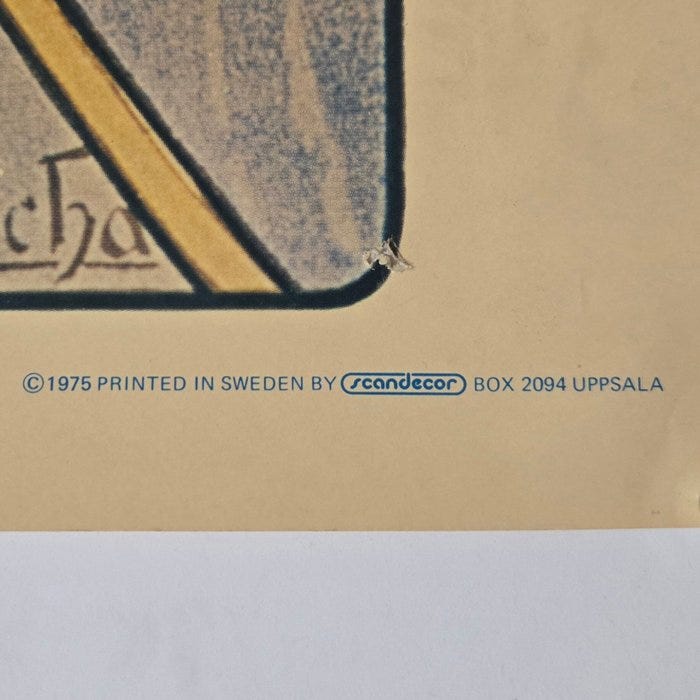 cha
©1975 PRINTED IN SWEDEN BY scandecor BOX 2094 UPPSALA